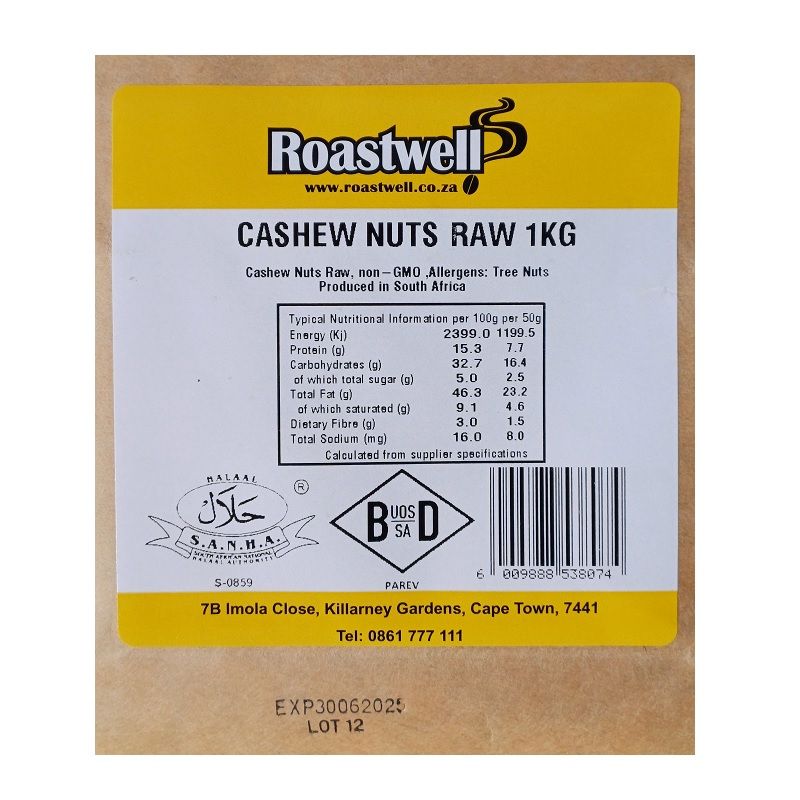 Roastwell
www.roastwell.co.za
CASHEW NUTS RAW 1KG
Cashew Nuts Raw, non-GMO ,Allergens: Tree Nuts
Produced in South Africa
Typical Nutritional Information per 100g per 50g
Energy (Kj) 2399.0 1199.5
Protein (g) 15.3 7.7
Carbohydrates (g) 32.7 16.4
of which total sugar (g) 5.0 2.5
Total Fat (g) 46.3 23.2
of which saturated (g) 9.1 4.6
Dietary Fibre (g) 3.0 1.5
Total Sodium (mg) 16.0 8.0
Calculated from supplier specifications
HALAAL
®
حلال
S.A.N.H.A.
SOUTH AFRICAN NATIONAL
HALAAL AUTHORITY
S-0859
B UOS D
SA
PAREV
6 009888 538074
7B Imola Close, Killarney Gardens, Cape Town, 7441
Tel: 0861 777 111
EXP30062025
LOT 12